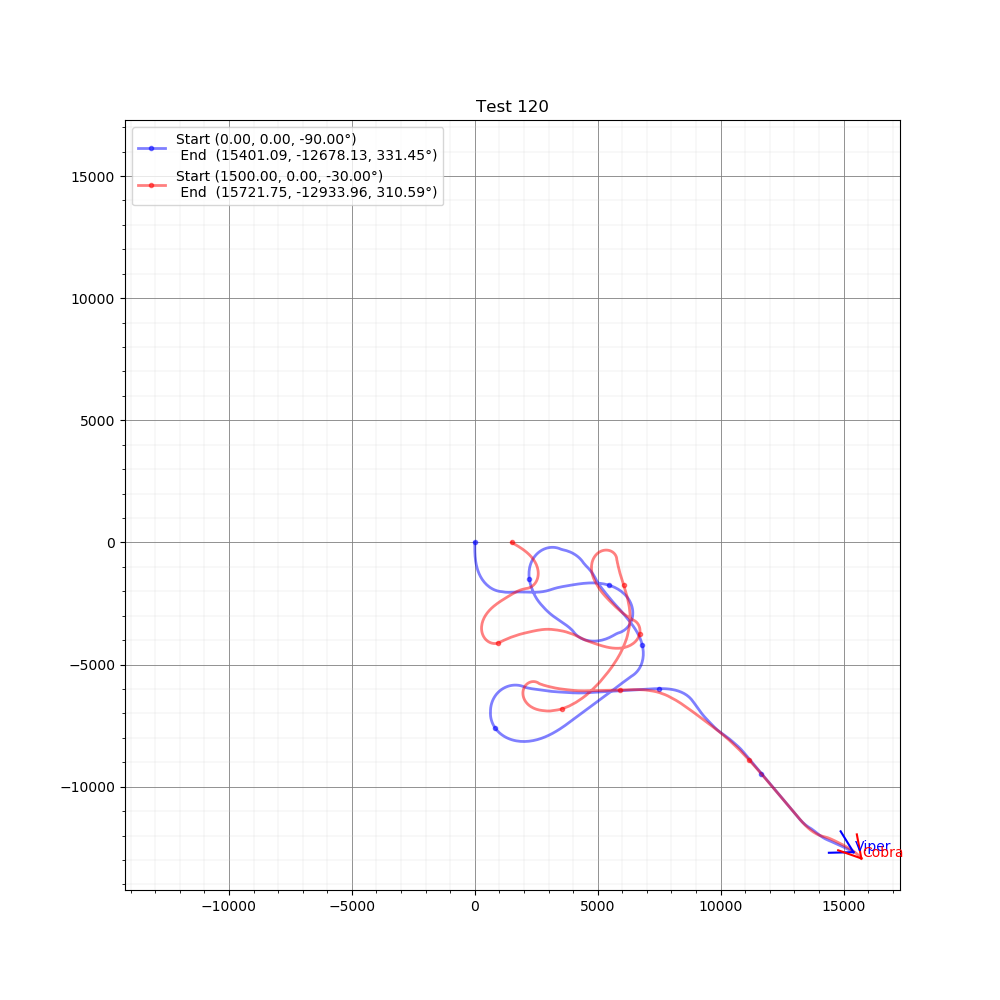 Test 120
Start (0.00, 0.00, -90.00°)
End  (15401.09, -12678.13, 331.45°)
Start (1500.00, 0.00, -30.00°)
End  (15721.75, -12933.96, 310.59°)
15000
10000
5000
0
−5000
−10000
Viper
Cobra
−10000
−5000
0
5000
10000
15000